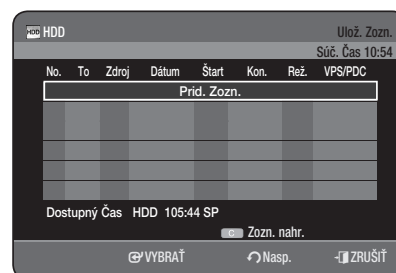 HDD HDD Ulož. Zozn.
Súč. Čas 10:54
No. To Zdroj Dátum Štart Kon. Rež. VPS/PDC
Prid. Zozn.
Dostupný Čas HDD 105:44 SP
C Zozn. nahr.
VYBRAŤ Nasp. ZRUŠIŤ